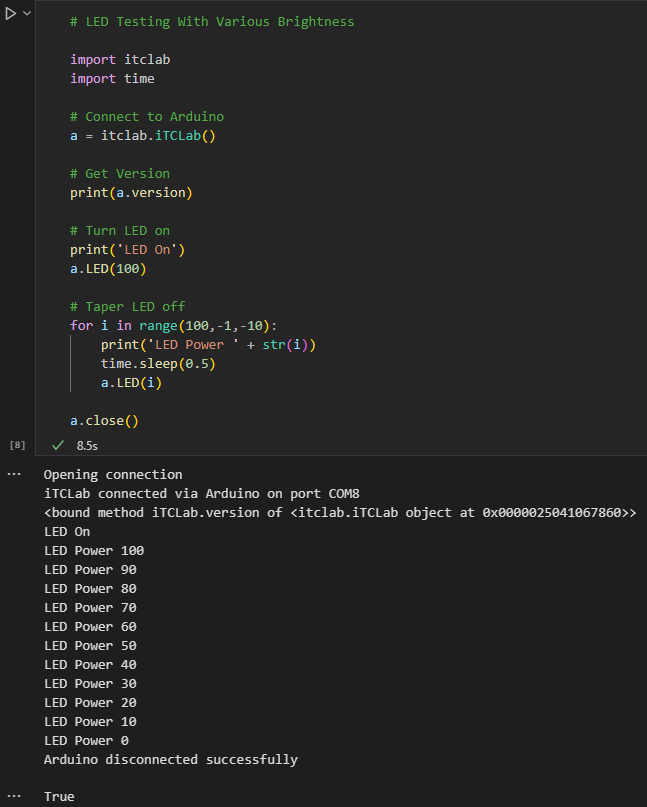 # LED Testing With Various Brightness
import itclab
import time
# Connect to Arduino
a = itclab.iTCLab()
# Get Version
print(a.version)
# Turn LED on
print('LED On')
a.LED(100)
# Taper LED off
for i in range(100,-1,-10):
    print('LED Power ' + str(i))
    time.sleep(0.5)
    a.LED(i)
a.close()
[8] ✓ 8.5s
... Opening connection
iTCLab connected via Arduino on port COM8
<bound method iTCLab.version of <itclab.iTCLab object at 0x0000025041067860>>
LED On
LED Power 100
LED Power 90
LED Power 80
LED Power 70
LED Power 60
LED Power 50
LED Power 40
LED Power 30
LED Power 20
LED Power 10
LED Power 0
Arduino disconnected successfully
... True